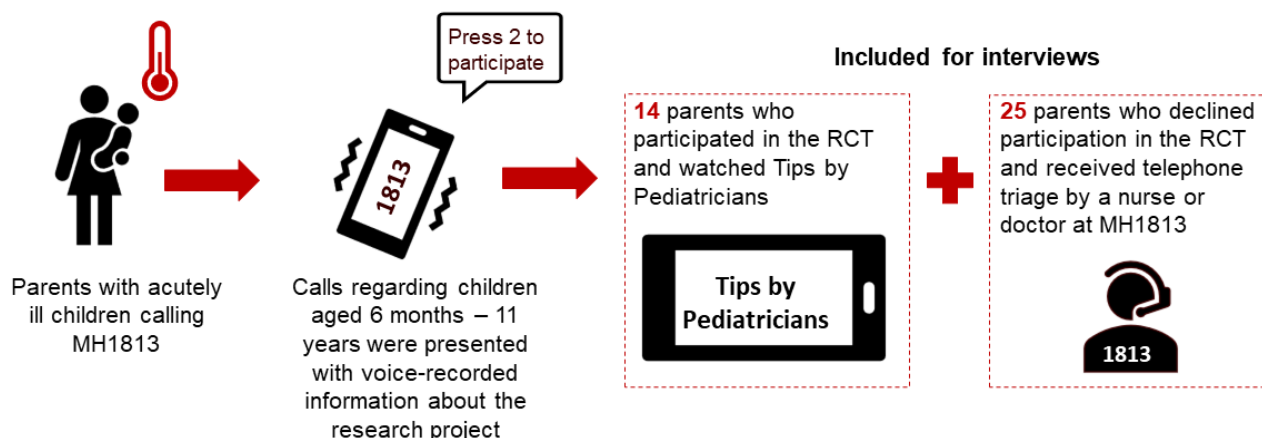 Press 2 to
participate
1813
Parents with acutely
ill children calling
MH1813
Calls regarding children
aged 6 months – 11
years were presented
with voice-recorded
information about the
research project
Included for interviews
14 parents who
participated in the RCT
and watched Tips by
Pediatricians
Tips by
Pediatricians
25 parents who declined
participation in the RCT
and received telephone
triage by a nurse or
doctor at MH1813
1813